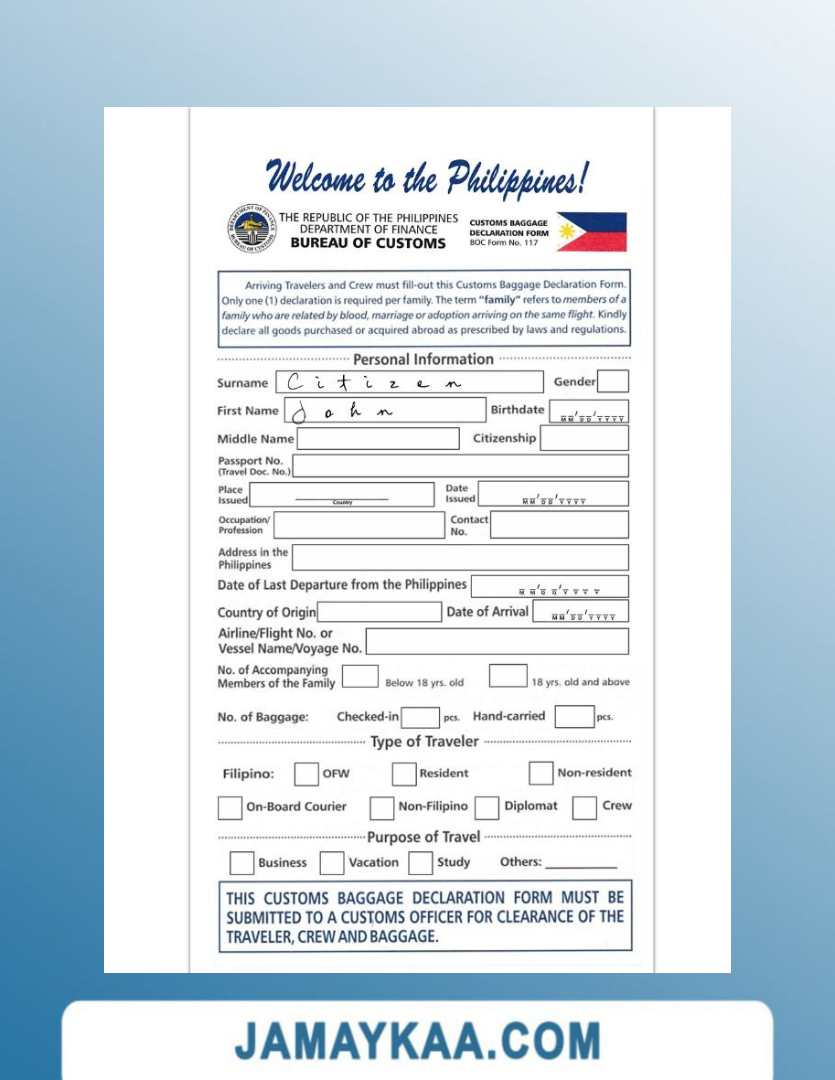 Welcome to the Philippines!
THE REPUBLIC OF THE PHILIPPINES
DEPARTMENT OF FINANCE
BUREAU OF CUSTOMS
CUSTOMS BAGGAGE
DECLARATION FORM
BOC Form No. 117
DEPARTMENT OF FINANCE
BUREAU OF CUSTOMS
Arriving Travelers and Crew must fill-out this Customs Baggage Declaration Form.
Only one (1) declaration is required per family. The term "family" refers to members of a
family who are related by blood, marriage or adoption arriving on the same flight. Kindly
declare all goods purchased or acquired abroad as prescribed by laws and regulations.
Personal Information
Surname Citizen Gender
First Name John Birthdate MM/DD/YYYY
Middle Name Citizenship
Passport No.
(Travel Doc. No.)
Place
Issued
Country
Date
Issued
MM/DD/YYYY
Occupation/
Profession
Contact
No.
Address in the
Philippines
Date of Last Departure from the Philippines MM/DD/YYYY
Country of Origin Date of Arrival MM/DD/YYYY
Airline/Flight No. or
Vessel Name/Voyage No.
No. of Accompanying
Members of the Family Below 18 yrs. old 18 yrs. old and above
No. of Baggage: Checked-in pcs. Hand-carried pcs.
Type of Traveler
Filipino: OFW Resident Non-resident
On-Board Courier Non-Filipino Diplomat Crew
Purpose of Travel
Business Vacation Study Others:
THIS CUSTOMS BAGGAGE DECLARATION FORM MUST BE
SUBMITTED TO A CUSTOMS OFFICER FOR CLEARANCE OF THE
TRAVELER, CREW AND BAGGAGE.
JAMAYKAA.COM